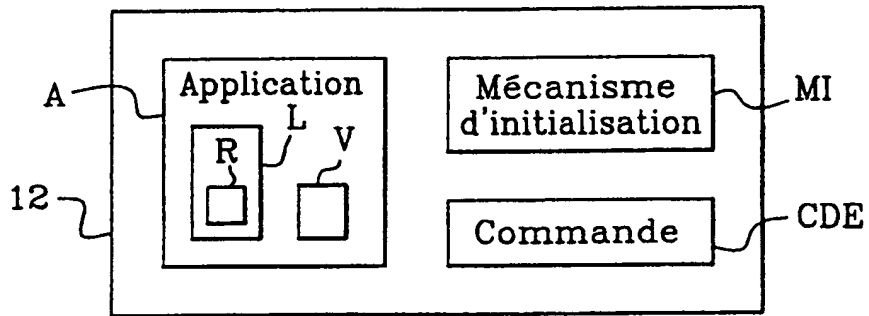 A
Application
L
R
V
12
Mécanisme
d'initialisation
MI
Commande
CDE